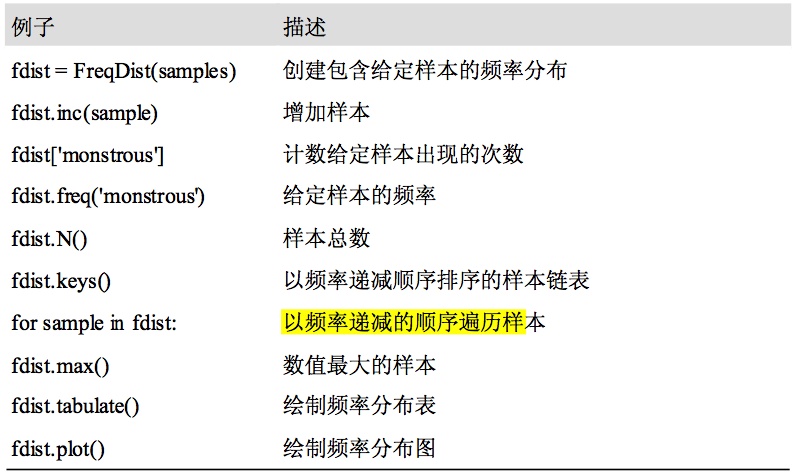 例子 描述
fdist = FreqDist(samples) 创建包含给定样本的频率分布
fdist.inc(sample) 增加样本
fdist['monstrous'] 计数给定样本出现的次数
fdist.freq('monstrous') 给定样本的频率
fdist.N() 样本总数
fdist.keys() 以频率递减顺序排序的样本链表
for sample in fdist: 以频率递减的顺序遍历样本
fdist.max() 数值最大的样本
fdist.tabulate() 绘制频率分布表
fdist.plot() 绘制频率分布图